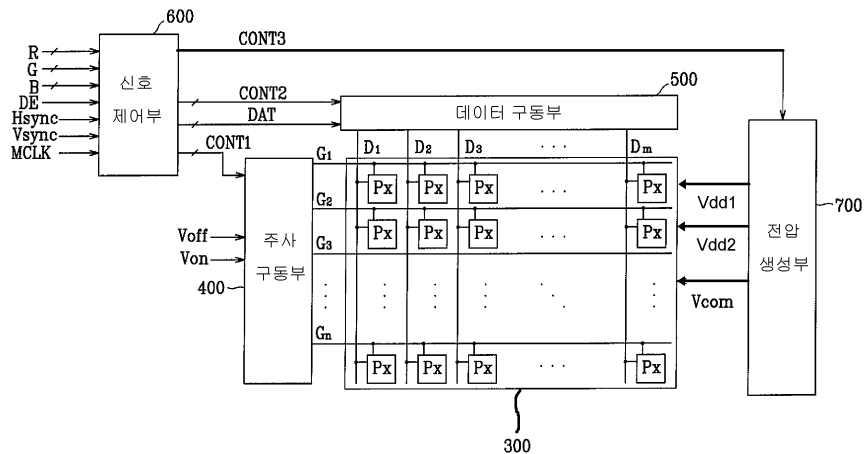 600
R
G
B
DE
Hsync
Vsync
MCLK
신호
제어부
CONT3
CONT2
DAT
CONT1
500
데이터 구동부
D1 D2 D3 ··· Dm
G1
Px Px Px ··· Px
G2
Px Px Px ··· Px
G3
Gn
Px Px Px ··· Px
Voff
Von
400
주사
구동부
Vdd1
Vdd2
Vcom
700
전압
생성부
300